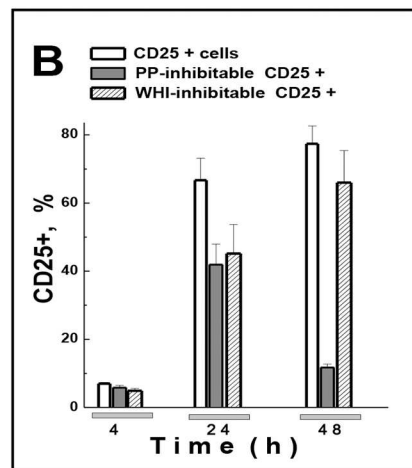 B
CD25 + cells
PP-inhibitable CD25 +
WHI-inhibitable CD25 +
CD25+, %
80
60
40
20
0
4
24
48
Time (h)